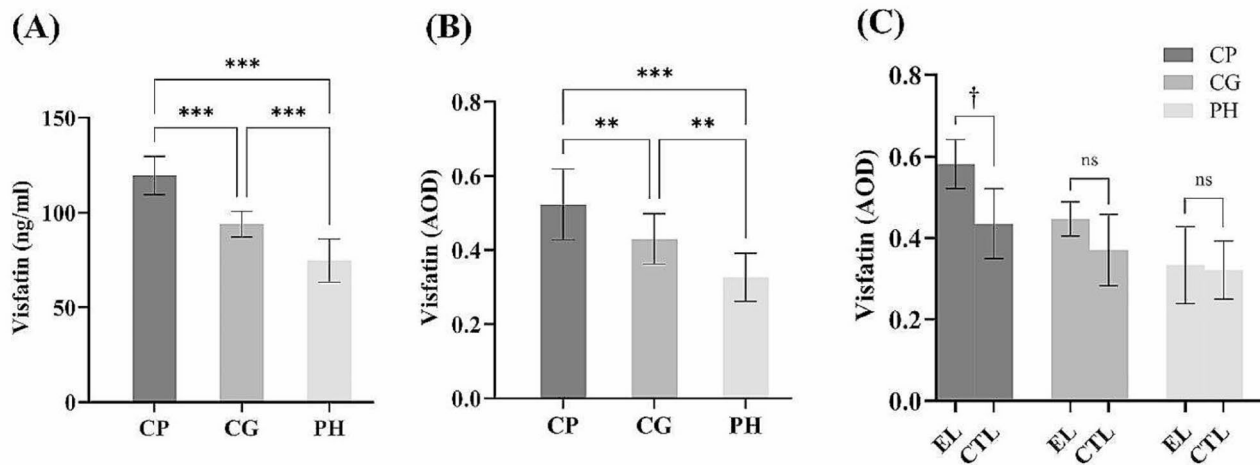 (A)
***
***
***
150
100
50
0
Visfatin (ng/ml)
CP
CG
PH
(B)
***
**
**
0.8
0.6
0.4
0.2
0.0
Visfatin (AOD)
CP
CG
PH
(C)
CP
CG
PH
†
ns
ns
0.8
0.6
0.4
0.2
0.0
Visfatin (AOD)
EL
CTL
EL
CTL
EL
CTL